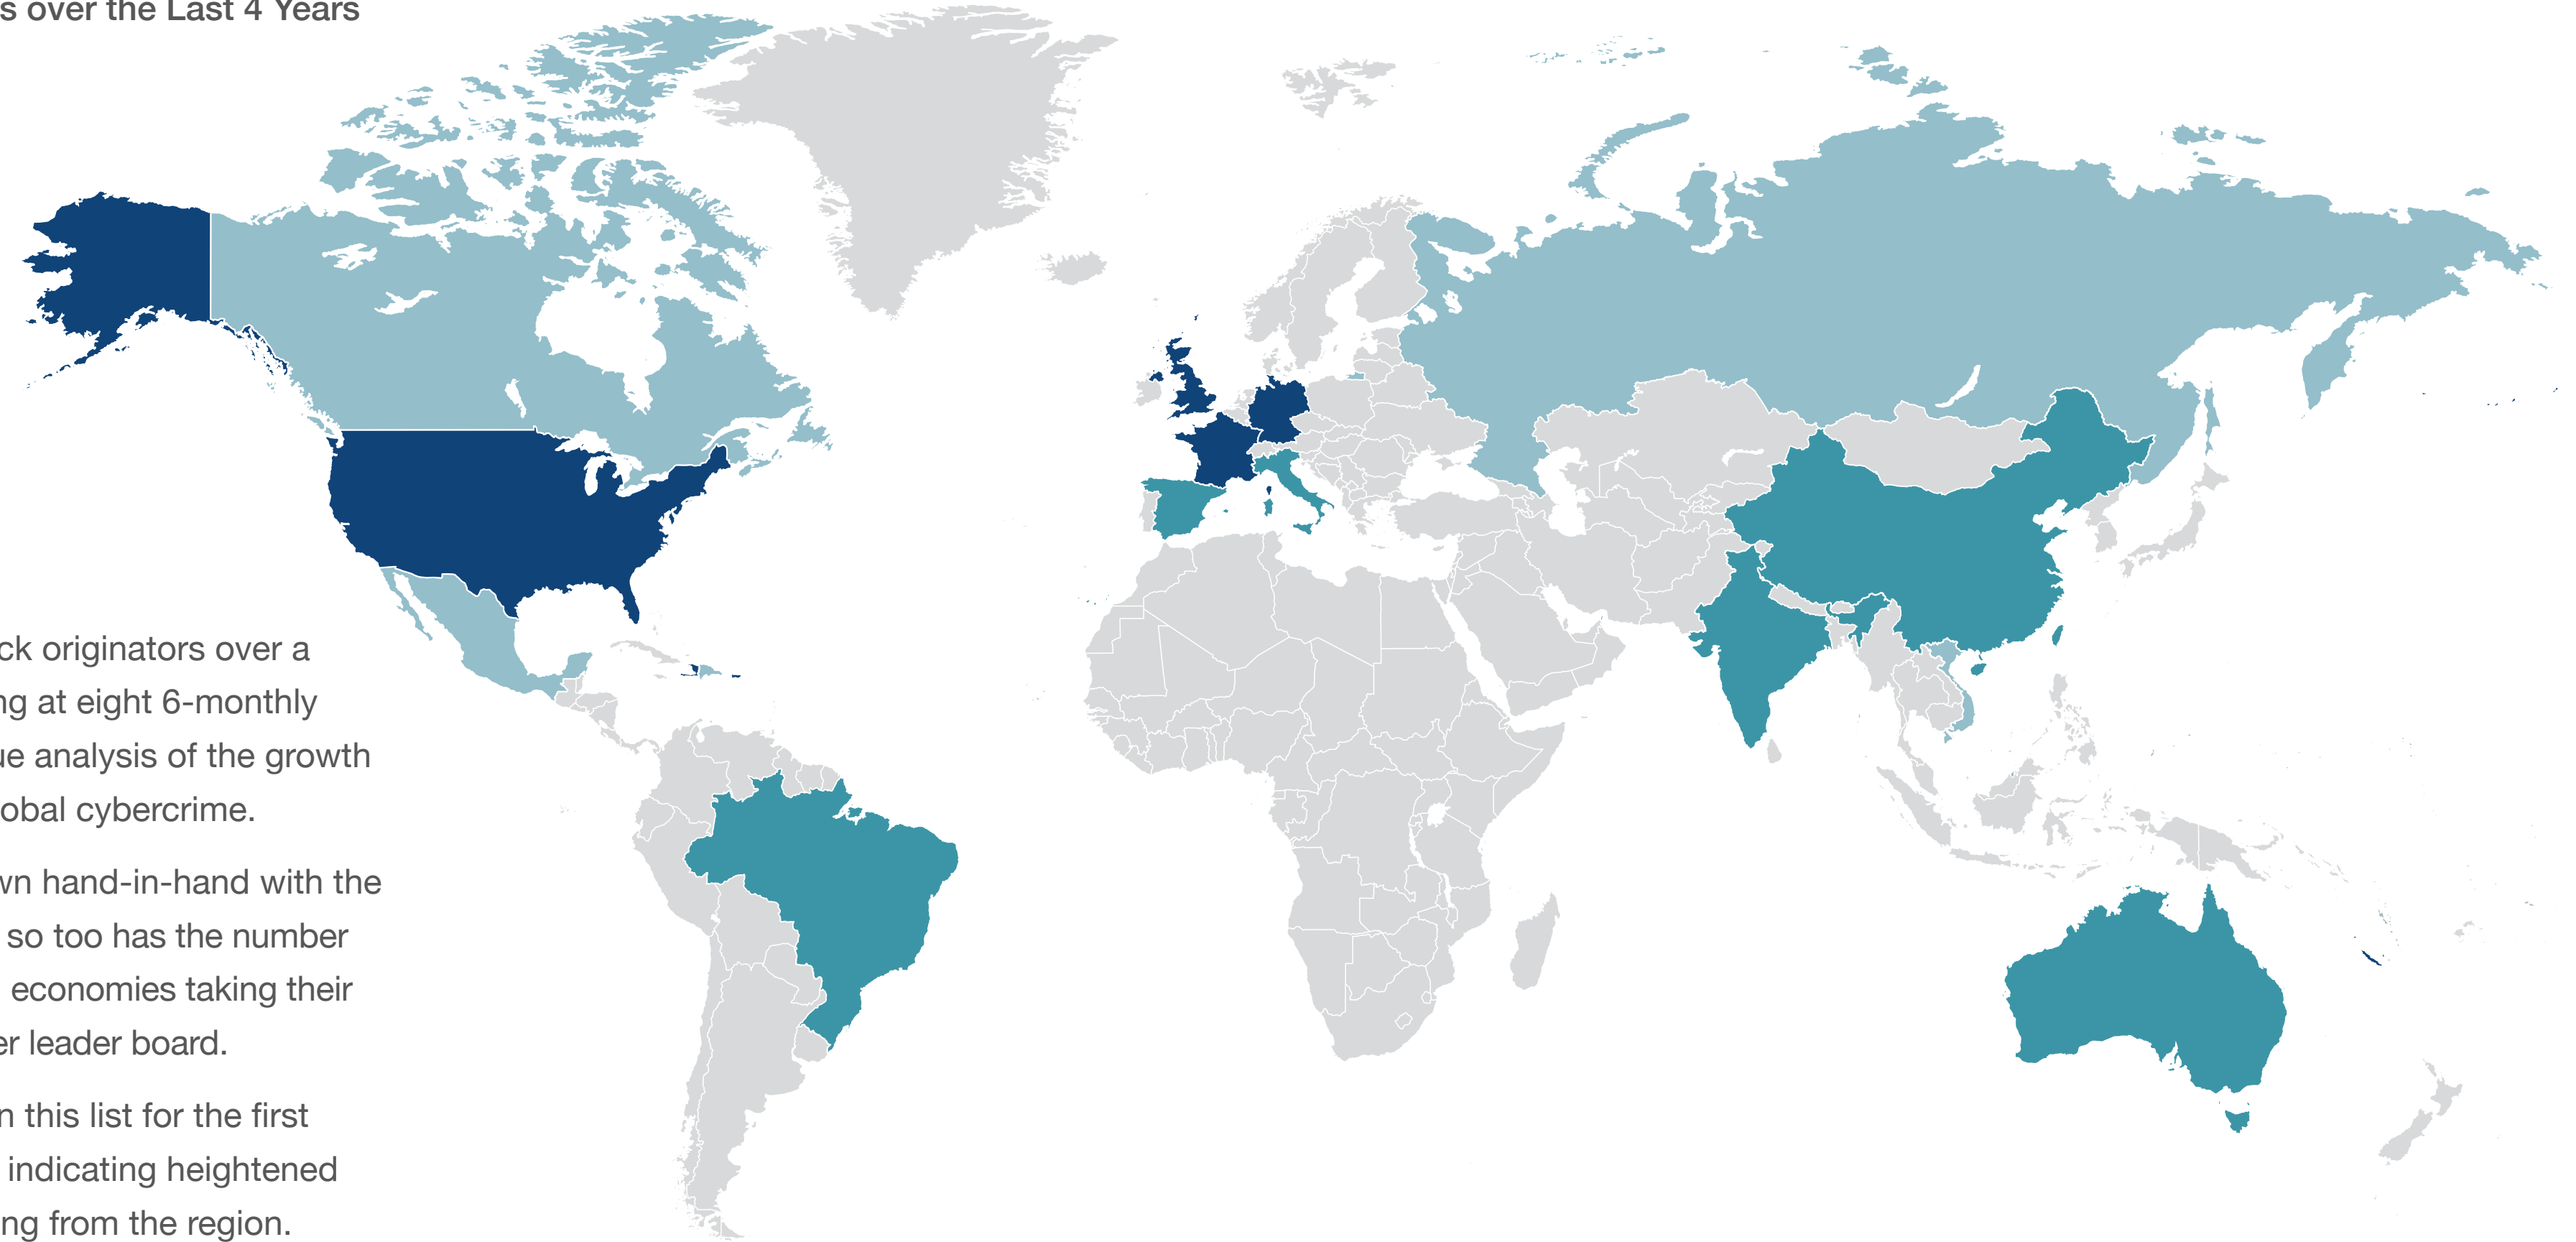 s over the Last 4 Years
ck originators over a
ng at eight 6-monthly
ue analysis of the growth
obal cybercrime.
wn hand-in-hand with the
so too has the number
economies taking their
er leader board.
n this list for the first
indicating heightened
ng from the region.